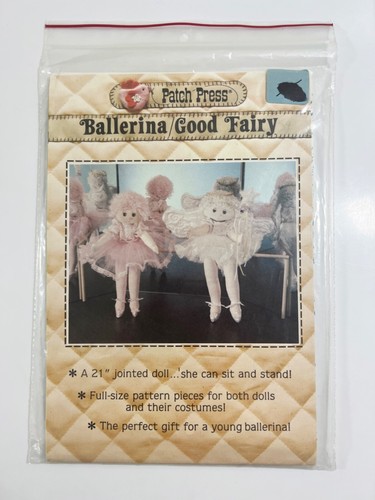 Patch Press®
Ballerina/Good Fairy
* A 21" jointed doll...she can sit and stand!
* Full-size pattern pieces for both dolls
and their costumes!
* The perfect gift for a young ballerina!